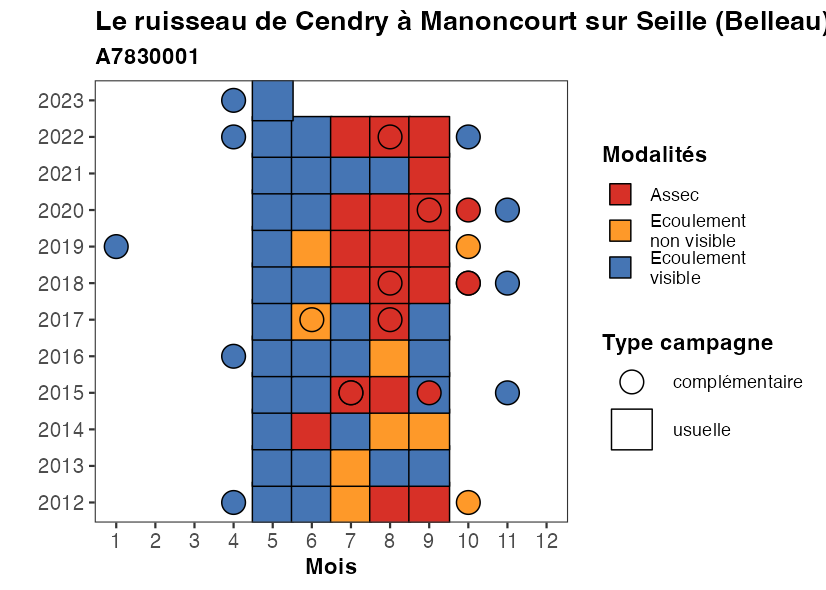 Le ruisseau de Cendry à Manoncourt sur Seille (Belleau)
A7830001
2023
2022
2021
2020
2019
2018
2017
2016
2015
2014
2013
2012
1 2 3 4 5 6 7 8 9 10 11 12
Mois
Modalités
Assec
Ecoulement
non visible
Ecoulement
visible
Type campagne
complémentaire
usuelle